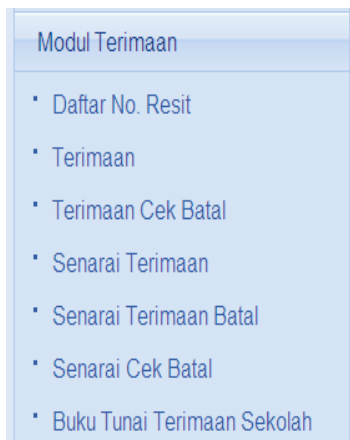 Modul Terimaan
Daftar No. Resit
Terimaan
Terimaan Cek Batal
Senarai Terimaan
Senarai Terimaan Batal
Senarai Cek Batal
Buku Tunai Terimaan Sekolah